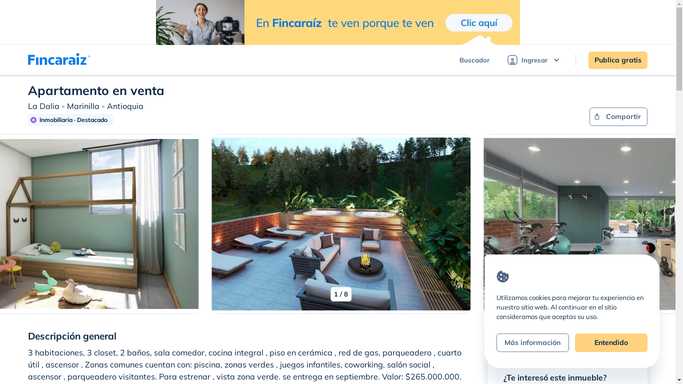 En Fincaraíz te ven porque te ven
Clic aquí
Fincaraiz
Buscador
Ingresar
Publica gratis
Apartamento en venta
La Dalia - Marinilla - Antioquia
Inmobiliaria · Destacado
Compartir
1 / 8
Utilizamos cookies para mejorar tu experiencia en
nuestro sitio web. Al continuar en el sitio
consideramos que aceptas su uso.
Más información
Entendido
Descripción general
3 habitaciones, 3 closet, 2 baños, sala comedor, cocina integral , piso en cerámica , red de gas, parqueadero , cuarto
útil , ascensor . Zonas comunes cuentan con: piscina, zonas verdes , juegos infantiles, coworking, salón social ,
ascensor , parqueadero visitantes. Para estrenar , vista zona verde. se entrega en septiembre. Valor: $265.000.000.
¿Te interesó este inmueble?